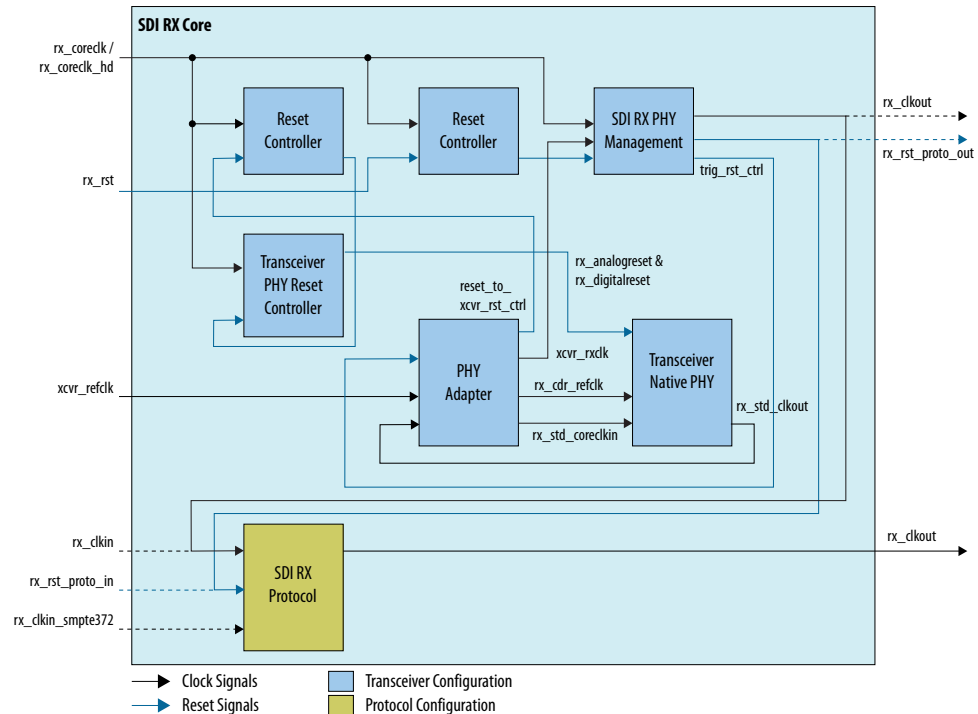 SDI RX Core
rx_coreclk /
rx_coreclk_hd
Reset
Controller
Reset
Controller
SDI RX PHY
Management
rx_clkout
rx_rst_proto_out
trig_rst_ctrl
rx_rst
Transceiver
PHY Reset
Controller
rx_analogreset &
rx_digitalreset
reset_to_
xcvr_rst_ctrl
PHY
Adapter
xcvr_rxclk
Transceiver
Native PHY
xcvr_refclk
rx_cdr_refclk
rx_std_clkout
rx_std_coreclkin
rx_clkin
rx_clkout
SDI RX
Protocol
rx_rst_proto_in
rx_clkin_smpte372
Clock Signals
Transceiver Configuration
Reset Signals
Protocol Configuration